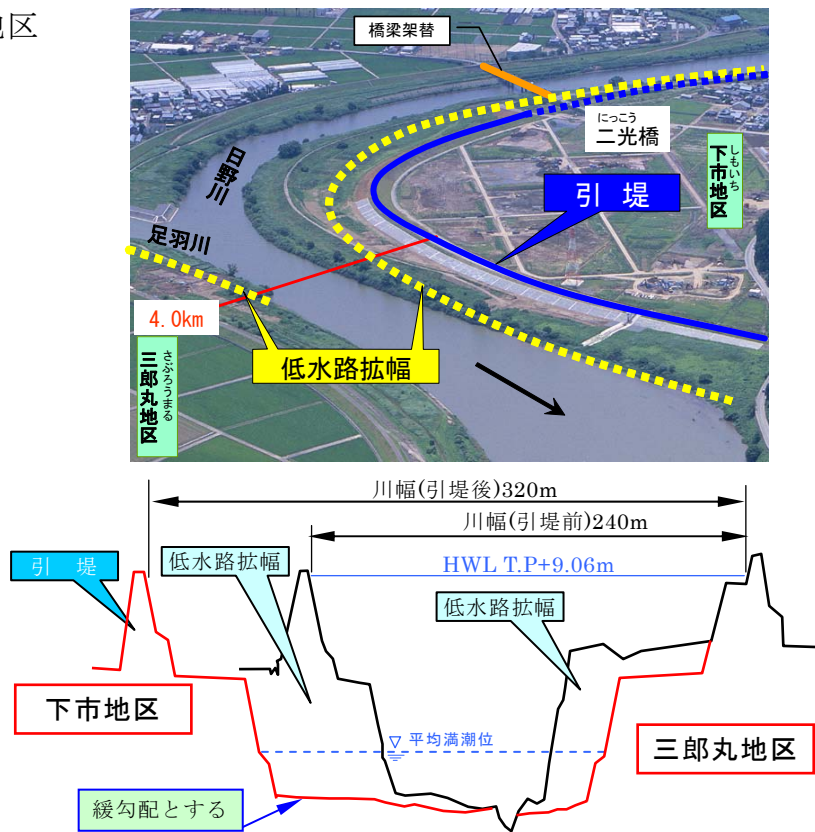 地区
橋梁架替
にっこう
二光橋
しもいち
下市地区
日野川
引 堤
足羽川
4.0km
低水路拡幅
さぶろうまる
三郎丸地区
川幅(引堤後)320m
川幅(引堤前)240m
引 堤
低水路拡幅
HWL T.P+9.06m
低水路拡幅
下市地区
平均満潮位
三郎丸地区
緩勾配とする